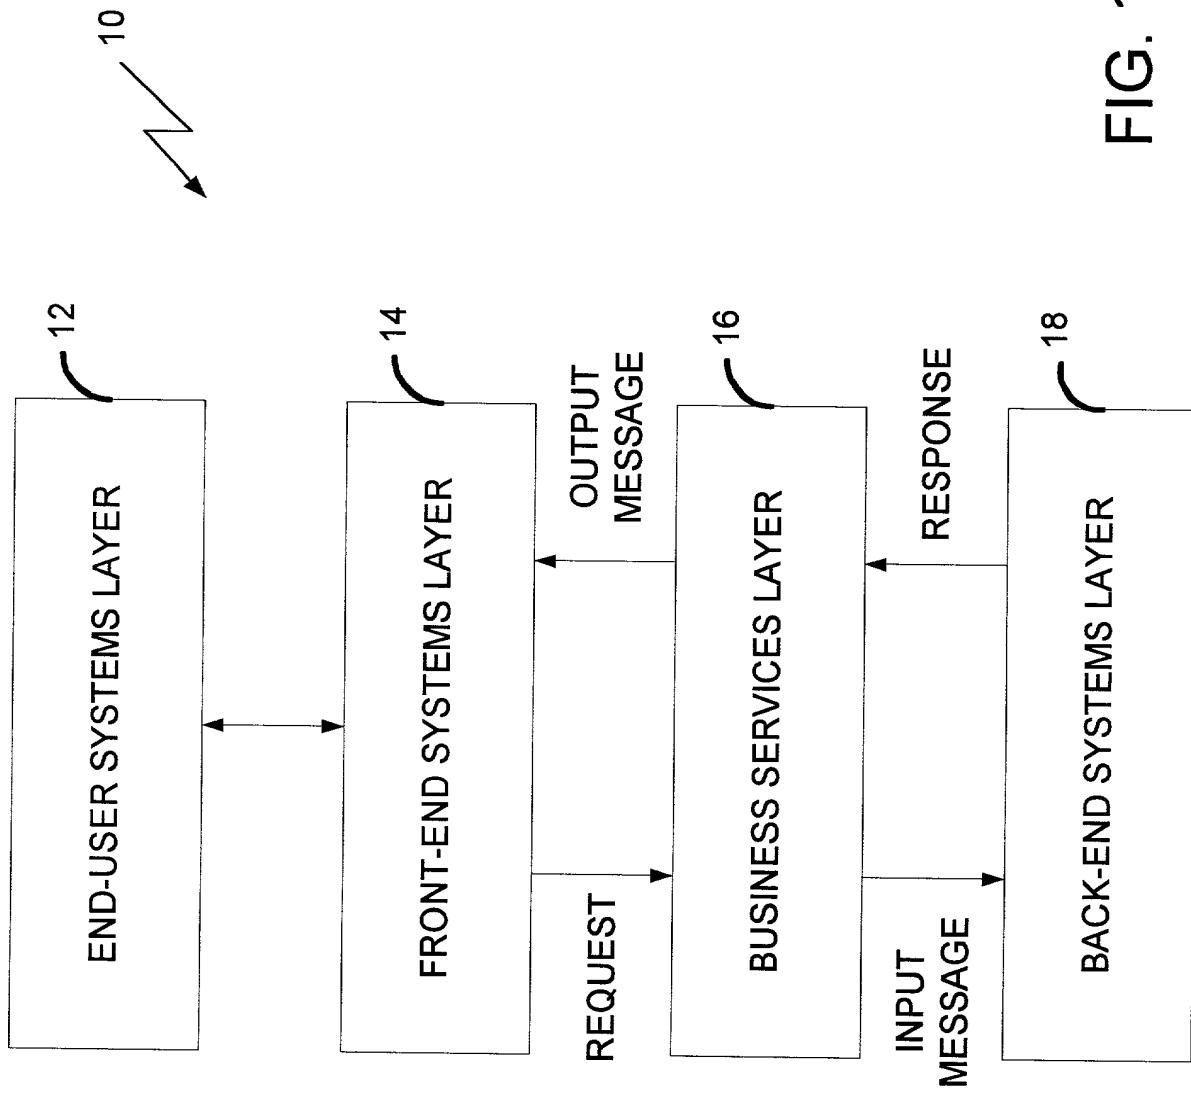 10
12
END-USER SYSTEMS LAYER
14
FRONT-END SYSTEMS LAYER
REQUEST
OUTPUT
MESSAGE
16
BUSINESS SERVICES LAYER
INPUT
MESSAGE
RESPONSE
18
BACK-END SYSTEMS LAYER
FIG.